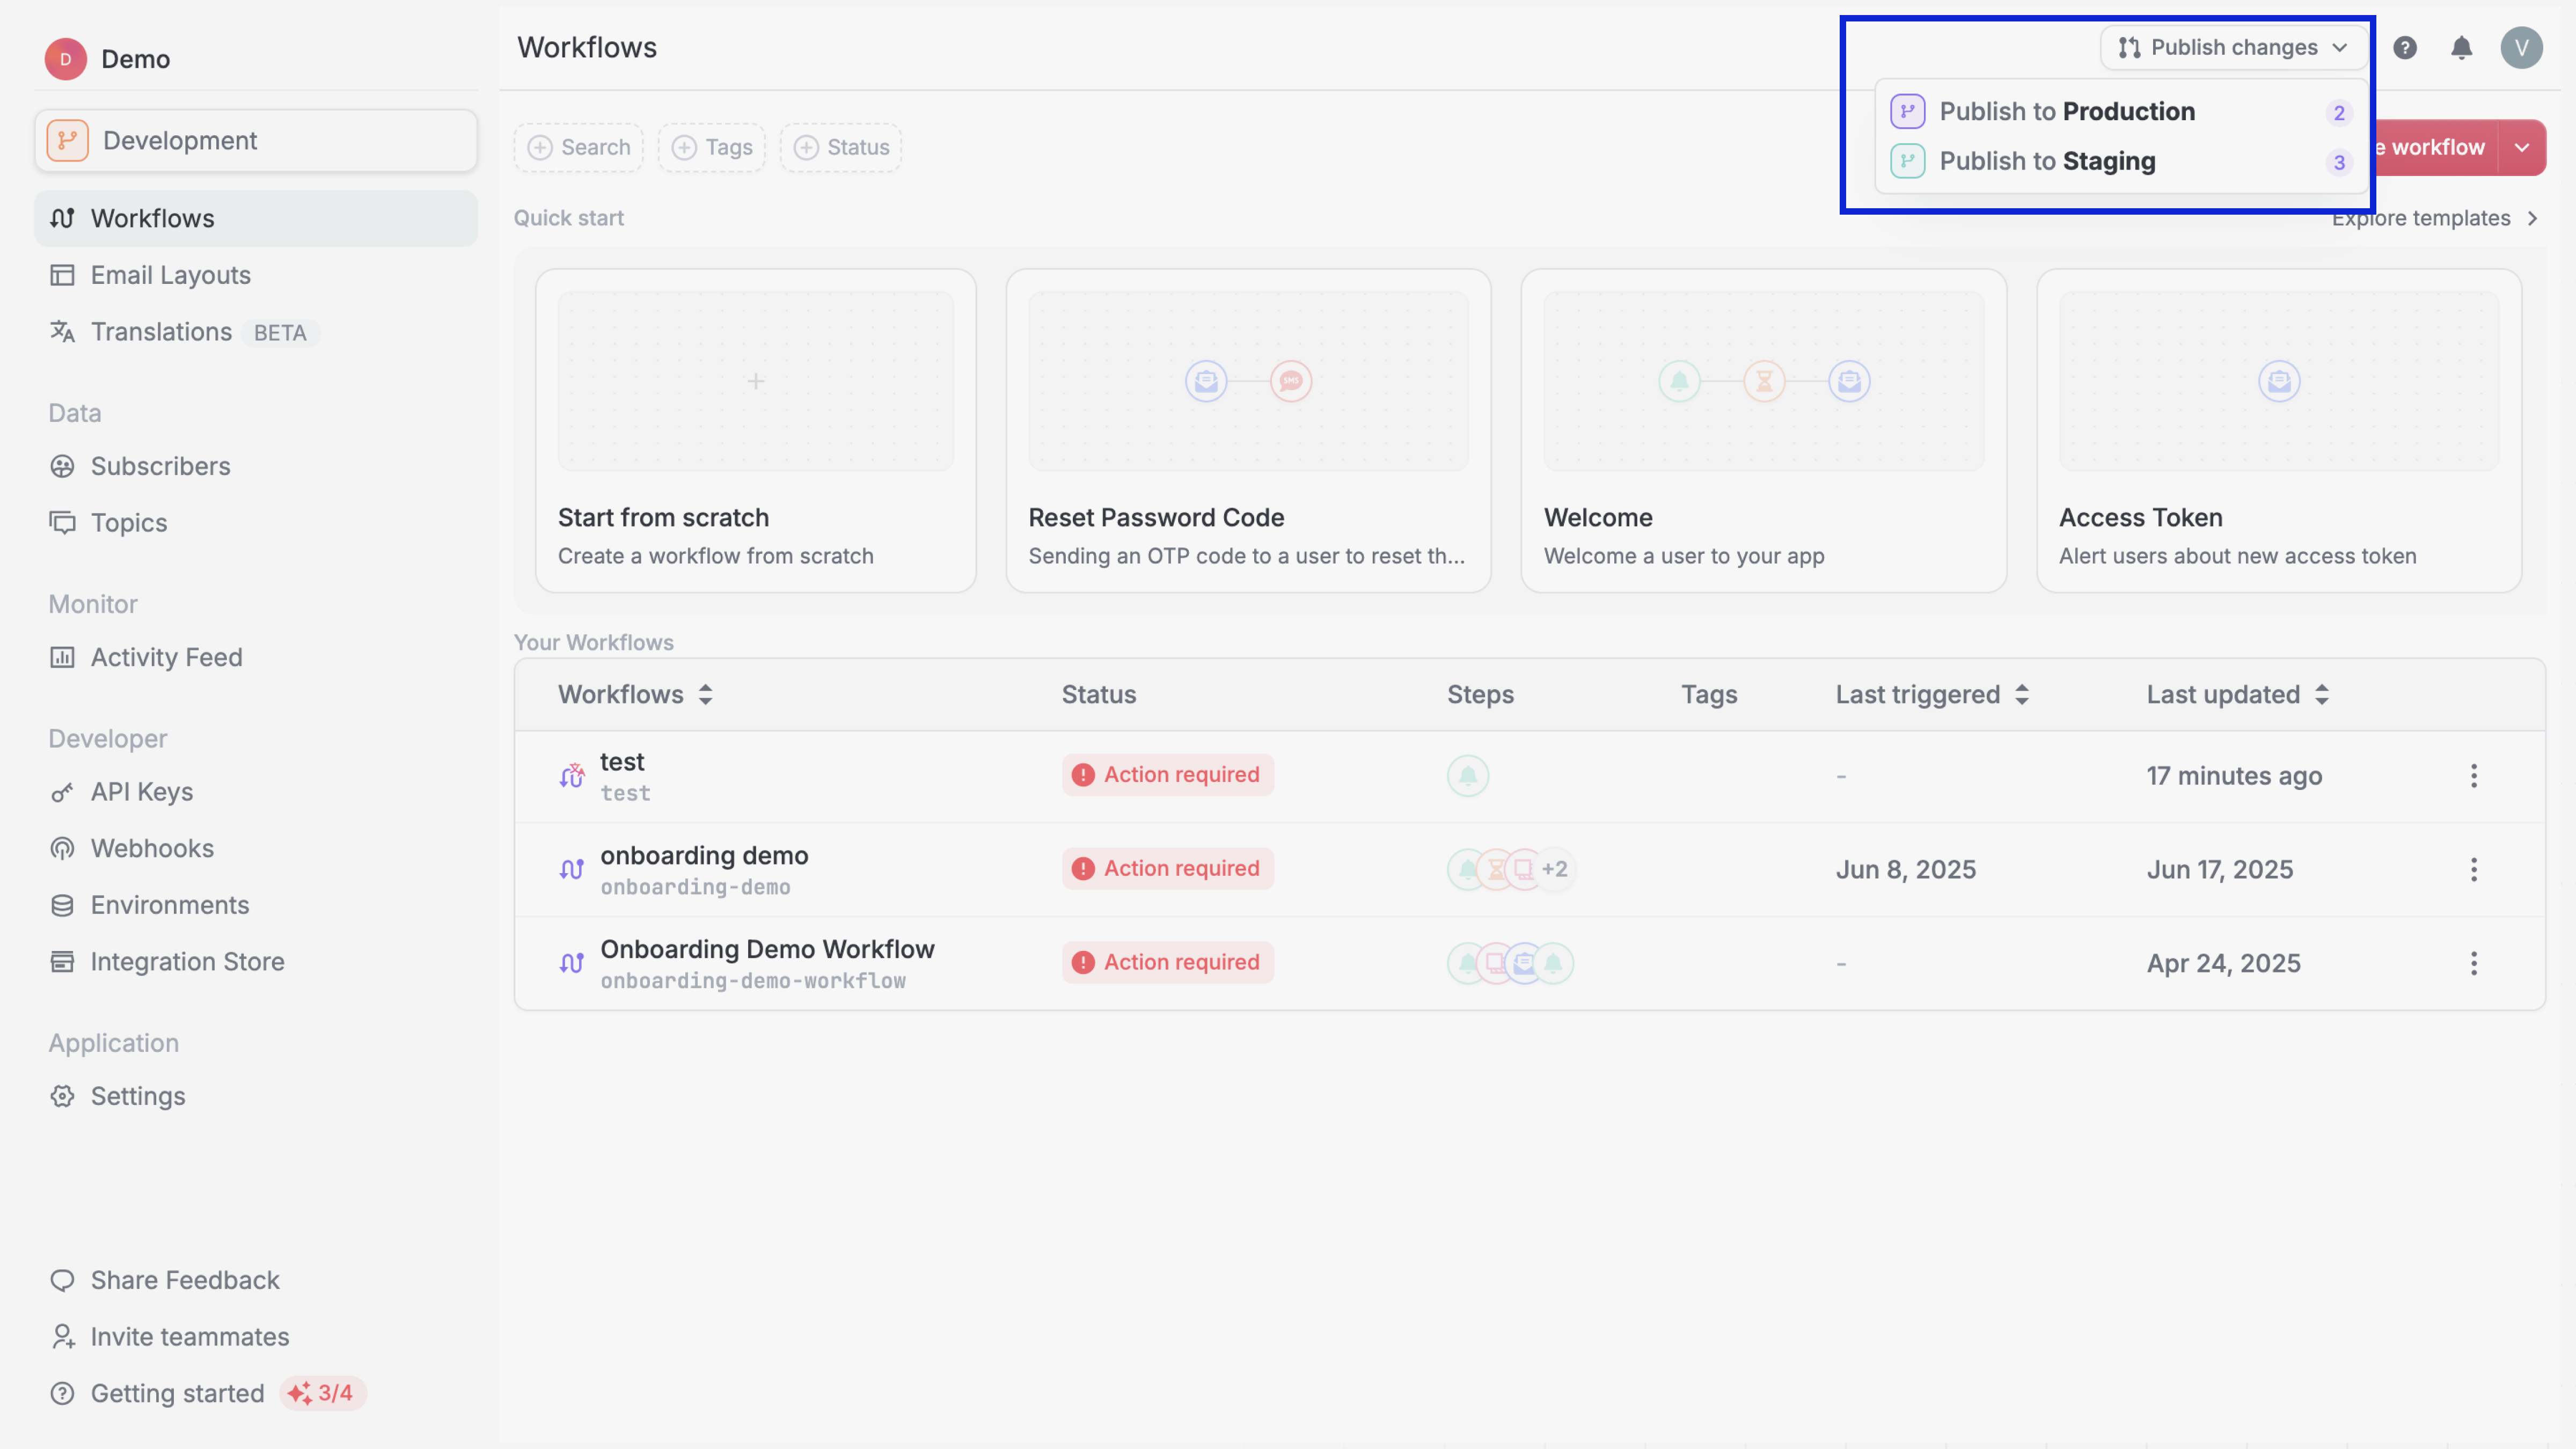 D Demo
Development
Workflows
Email Layouts
Translations BETA
Data
Subscribers
Topics
Monitor
Activity Feed
Developer
API Keys
Webhooks
Environments
Integration Store
Application
Settings
Share Feedback
Invite teammates
Getting started 3/4
Workflows
Publish changes ? V
Publish to Production 2
Publish to Staging 3
Search Tags Status
e workflow
Quick start
Explore templates
Start from scratch
Create a workflow from scratch
SMS
Reset Password Code
Sending an OTP code to a user to reset th...
Welcome
Welcome a user to your app
Access Token
Alert users about new access token
Your Workflows
Workflows Status Steps Tags Last triggered Last updated
test
test
Action required - 17 minutes ago
onboarding demo
onboarding-demo
Action required +2 Jun 8, 2025 Jun 17, 2025
Onboarding Demo Workflow
onboarding-demo-workflow
Action required - Apr 24, 2025